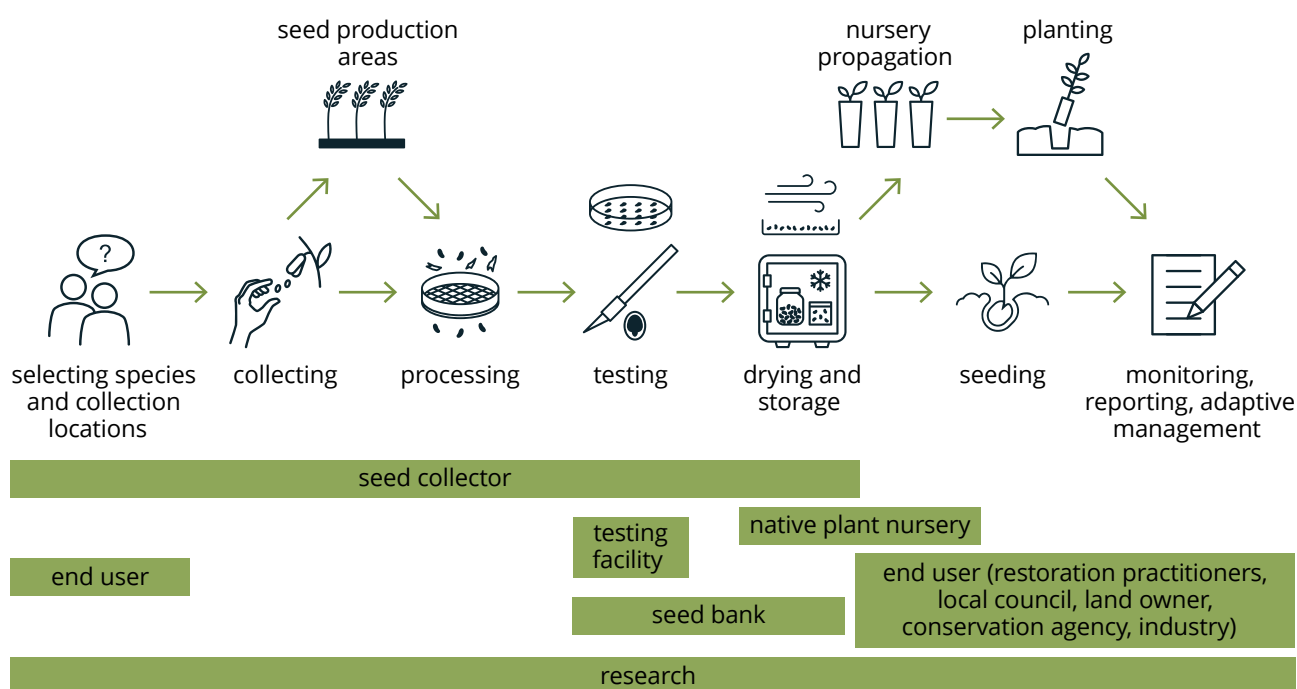 seed production
areas
nursery
propagation
planting
?
selecting species
and collection
locations
collecting
processing
testing
drying and
storage
seeding
monitoring,
reporting, adaptive
management
seed collector
testing
facility
native plant nursery
end user
end user (restoration practitioners,
local council, land owner,
conservation agency, industry)
seed bank
research